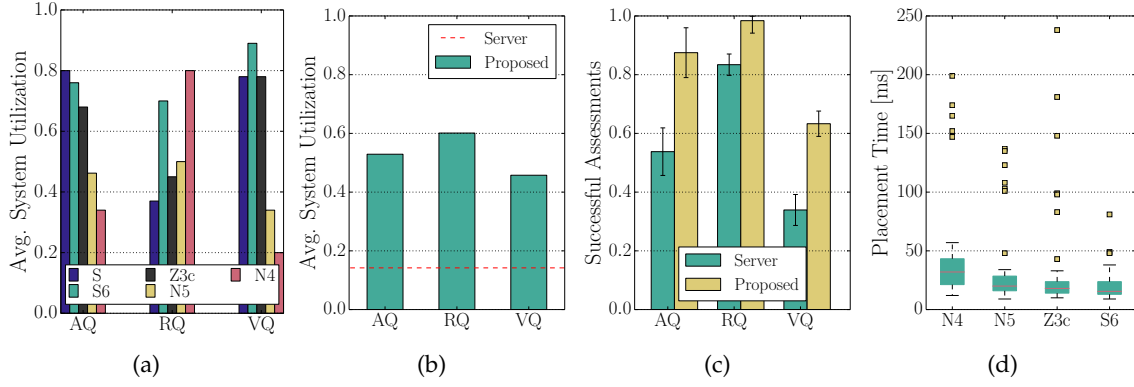 Avg. System Utilization
1.0
0.8
0.6
0.4
0.2
0.0
S
S6
Z3c
N5
N4
AQ
RQ
VQ
(a)
Avg. System Utilization
1.0
0.8
0.6
0.4
0.2
0.0
Server
Proposed
AQ
RQ
VQ
(b)
Successful Assessments
1.0
0.8
0.6
0.4
0.2
0.0
Server
Proposed
AQ
RQ
VQ
(c)
Placement Time [ms]
250
200
150
100
50
0
N4
N5
Z3c
S6
(d)